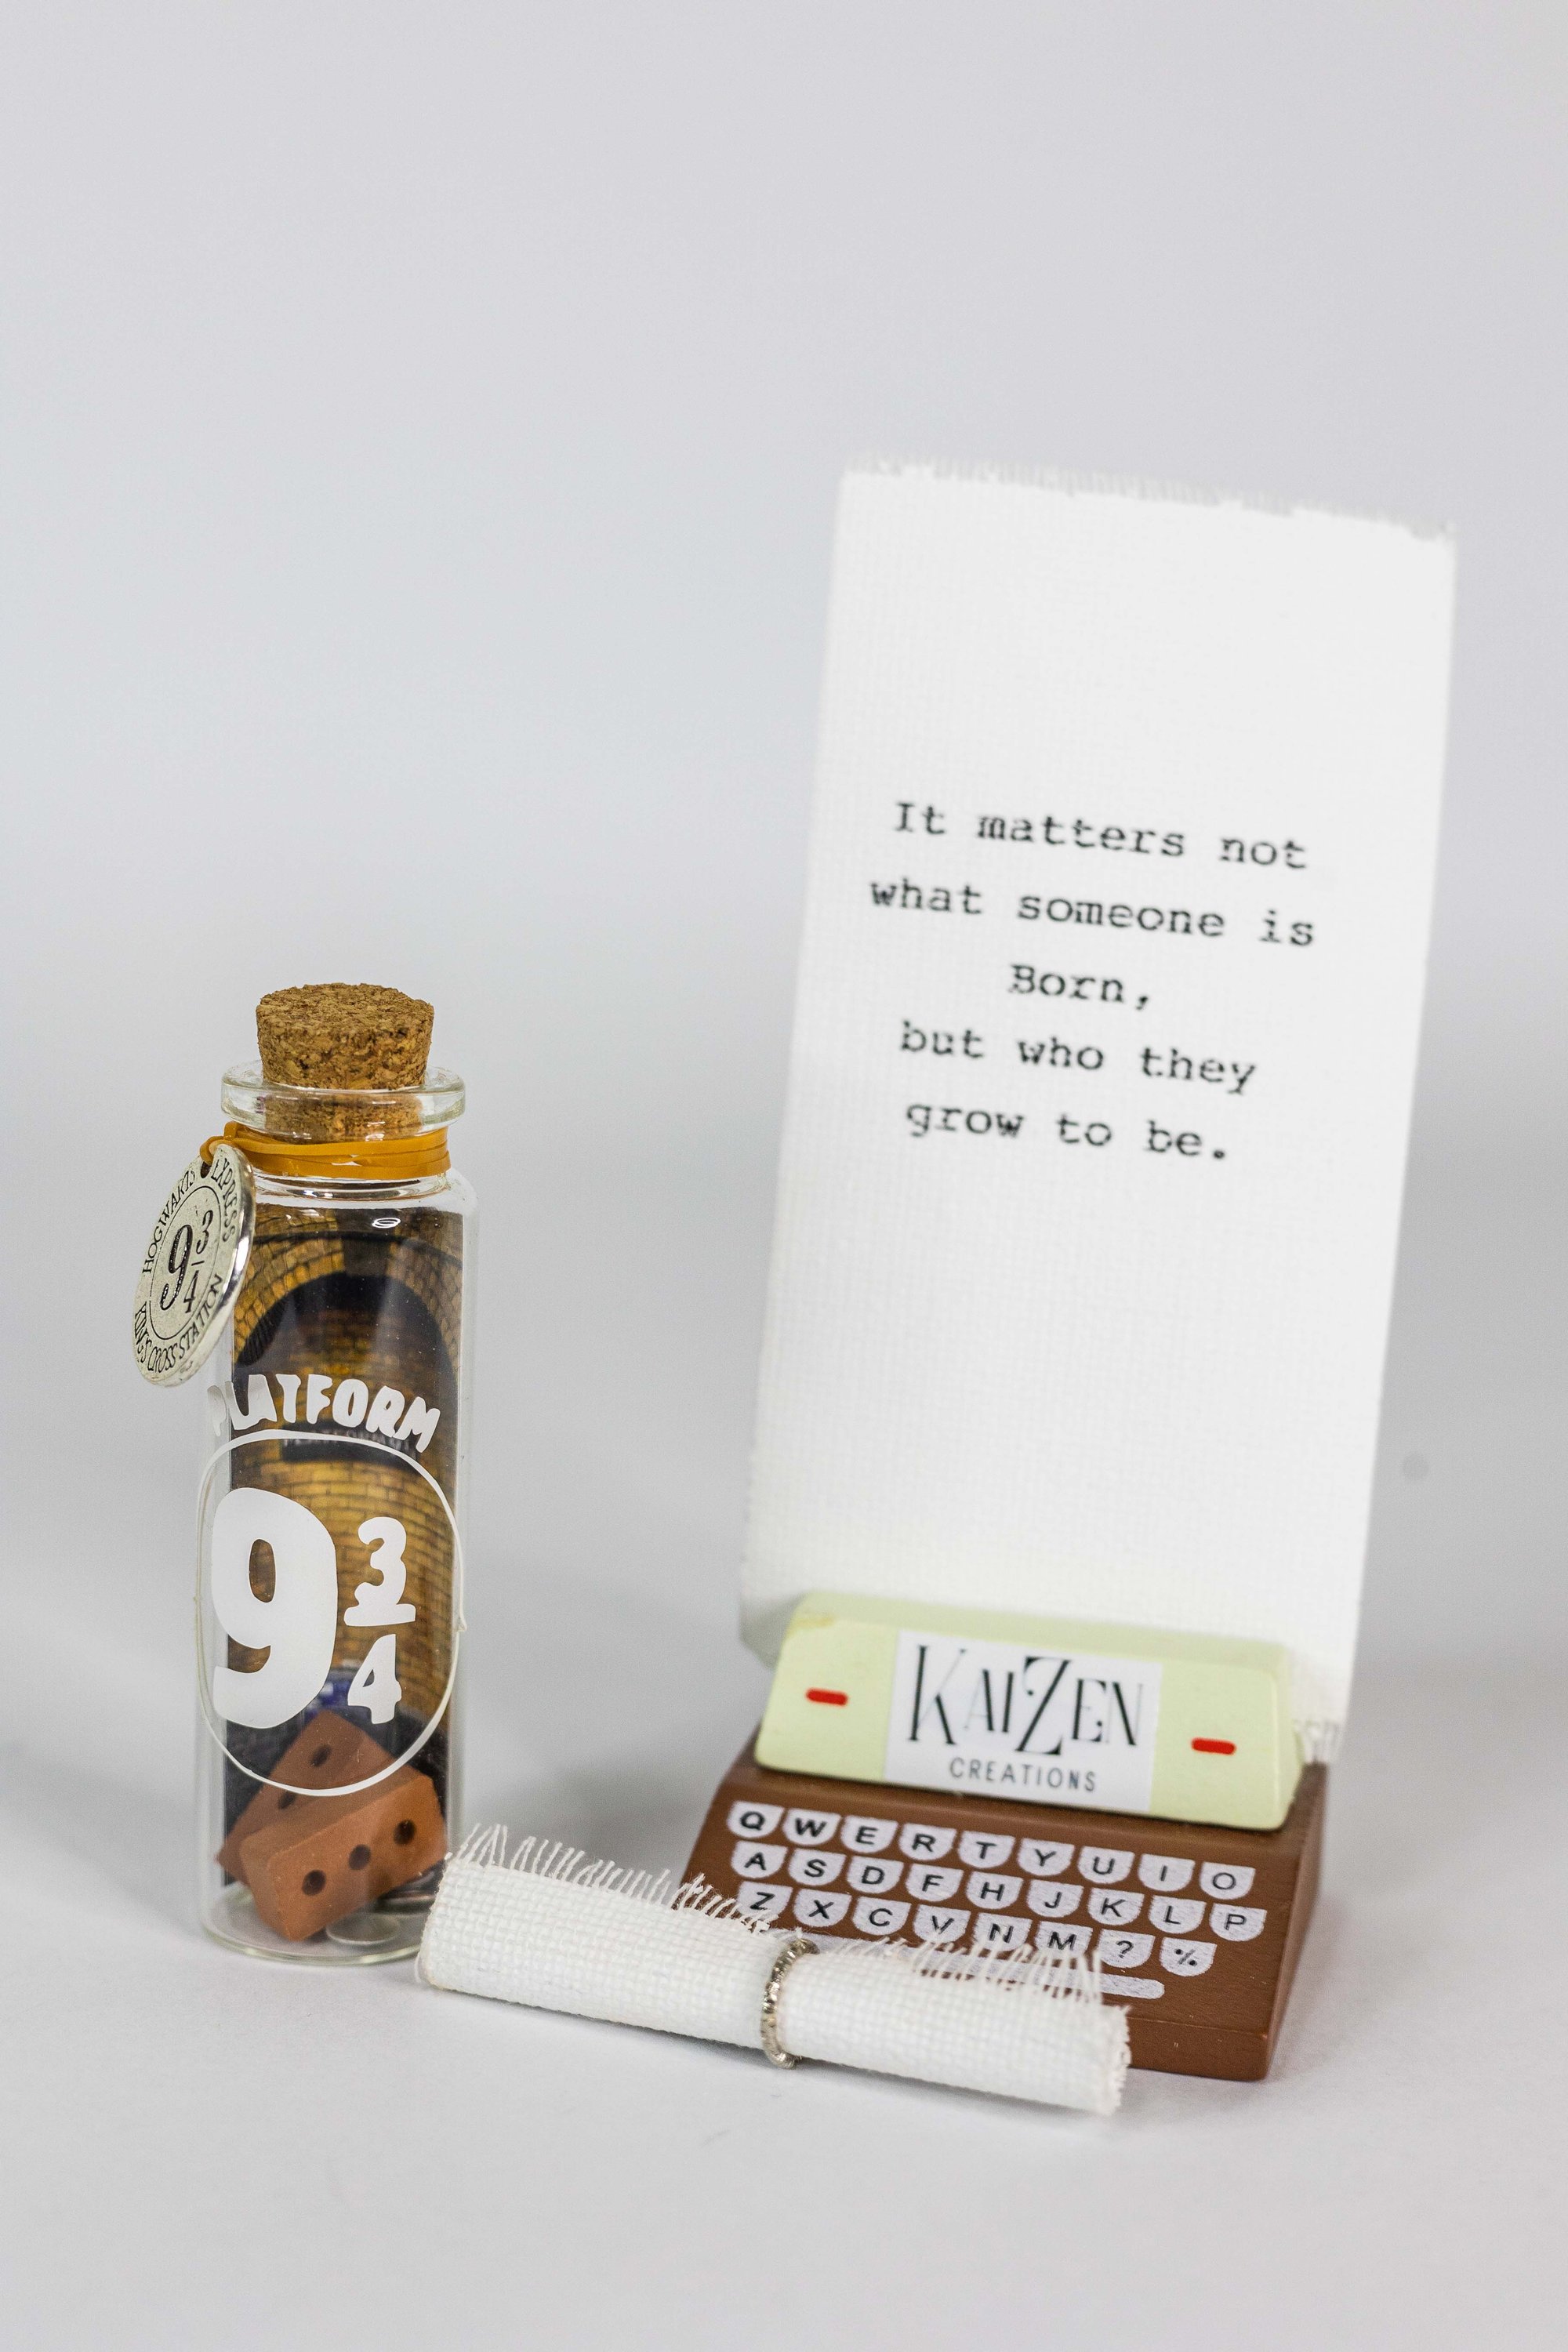 It matters not
what someone is
Born,
but who they
grow to be.
HOGWARTS EXPRESS
9 3/4
KING'S CROSS STATION
PLATFORM
9 3/4
KAIZEN
CREATIONS
Q W E R T Y U I O
A S D F H J K L P
Z X C V N M ? %